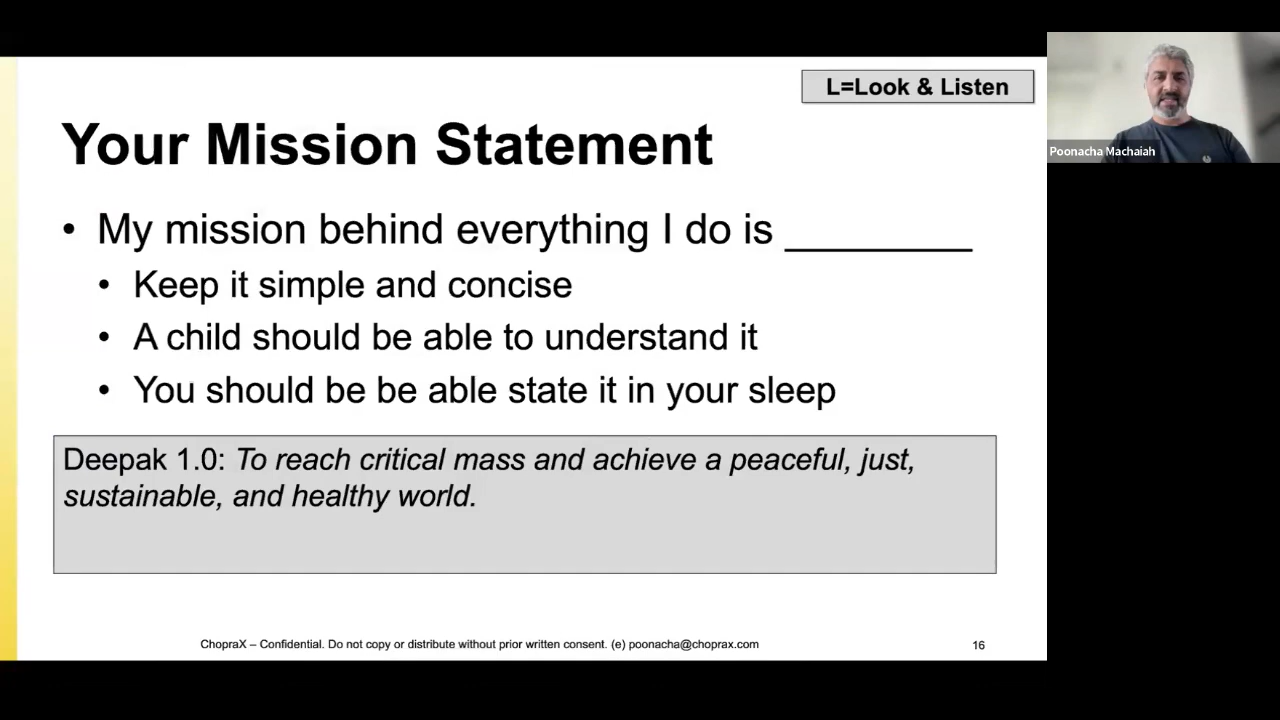 L=Look & Listen
Your Mission Statement
• My mission behind everything I do is ________
• Keep it simple and concise
• A child should be able to understand it
• You should be be able state it in your sleep
Deepak 1.0: To reach critical mass and achieve a peaceful, just,
sustainable, and healthy world.
ChopraX – Confidential. Do not copy or distribute without prior written consent. (e) poonacha@choprax.com
16
Poonacha Machaiah